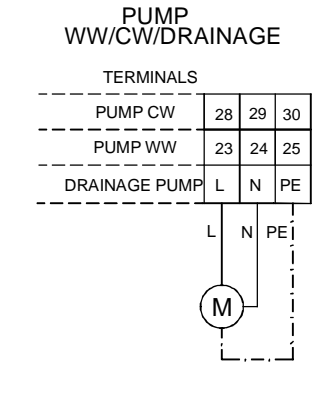 PUMP
WW/CW/DRAINAGE
TERMINALS
PUMP CW 28 29 30
PUMP WW 23 24 25
DRAINAGE PUMP L N PE
L N PE
M